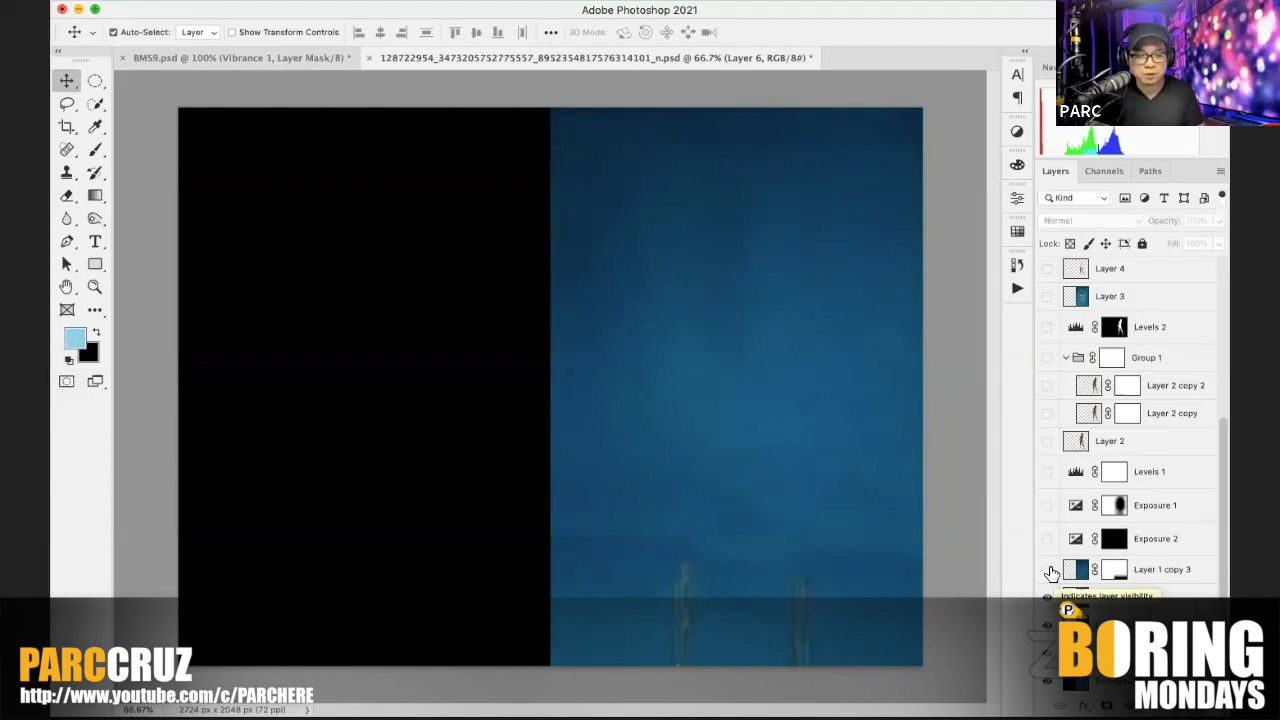 Adobe Photoshop 2021
Auto-Select:
Layer
Show Transform Controls
3D Mode:
BMS9.psd @ 100% (Vibrance 1, Layer Mask/8) *
128722954_3473205752775557_8952354817576314101_n.psd @ 66.7% (Layer 6, RGB/8#) *
PARC
Layers
Channels
Paths
Kind
Normal
Opacity: 100%
Lock:
Fill: 100%
Layer 4
Layer 3
Levels 2
Group 1
Layer 2 copy 2
Layer 2 copy
Layer 2
Levels 1
Exposure 1
Exposure 2
Layer 1 copy 3
Indicates layer visibility
PARCCRUZ
http://www.youtube.com/c/PARCHERE
P
BORING
MONDAYS
66.67%
2724 px x 2048 px (72 ppi)